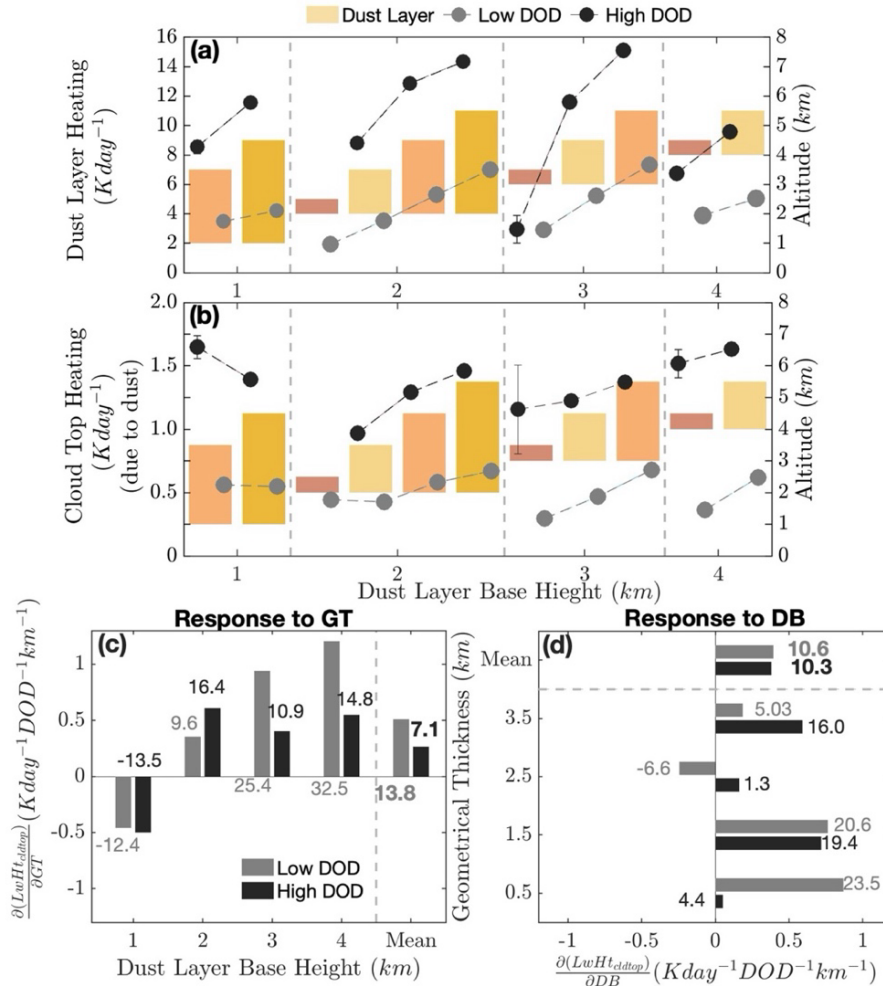 Dust Layer Low DOD High DOD
(a)
Dust Layer Heating
(Kday⁻¹)
16
14
12
10
8
6
4
2
0
8
7
6
5
4
3
2
1
0
Altitude (km)
1 2 3 4
(b)
Cloud Top Heating
(Kday⁻¹)
(due to dust)
2.0
1.5
1.0
0.5
0
8
7
6
5
4
3
2
1
0
Altitude (km)
1 2 3 4
Dust Layer Base Hieght (km)
Response to GT
(c)
∂(LwHt_cldtop)/∂GT (Kday⁻¹DOD⁻¹km⁻¹)
1
0.5
0
-0.5
-1
-12.4
-13.5
9.6
16.4
25.4
10.9
32.5
14.8
13.8
7.1
Low DOD
High DOD
1 2 3 4 Mean
Dust Layer Base Height (km)
Response to DB
(d)
Geometrical Thickness (km)
Mean
3.5
2.5
1.5
0.5
10.6
10.3
5.03
16.0
-6.6
1.3
20.6
19.4
23.5
4.4
-1 -0.5 0 0.5 1
∂(LwHt_cldtop)/∂DB (Kday⁻¹DOD⁻¹km⁻¹)